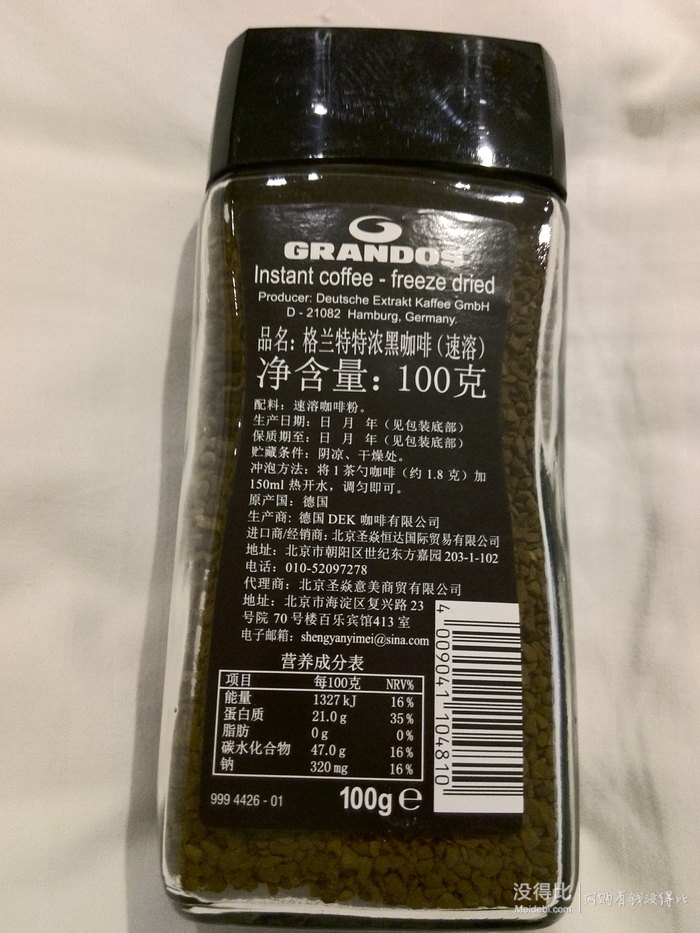 GRANDOS
Instant coffee - freeze dried
Producer: Deutsche Extrakt Kaffee GmbH
D - 21082 Hamburg, Germany.
品名：格兰特特浓黑咖啡（速溶）
净含量：100克
配料：速溶咖啡粉。
生产日期：日 月 年（见包装底部）
保质期至：日 月 年（见包装底部）
贮藏条件：阴凉、干燥处。
冲泡方法：将1茶勺咖啡（约1.8克）加
150ml 热开水，调匀即可。
原产国：德国
生产商：德国 DEK 咖啡有限公司
进口商/经销商：北京圣焱恒达国际贸易有限公司
地址：北京市朝阳区世纪东方嘉园 203-1-102
电话：010-52097278
代理商：北京圣焱意美商贸有限公司
地址：北京市海淀区复兴路 23
号院 70 号楼百乐宾馆413 室
电子邮箱：shengyanyimei@sina.com
营养成分表
项目 每100克 NRV%
能量 1327 kJ 16%
蛋白质 21.0 g 35%
脂肪 0 g 0%
碳水化合物 47.0 g 16%
钠 320 mg 16%
999 4426 - 01
100g ℮
4 009041 104810
没得比
Meidebi.com
网购有钱没得比